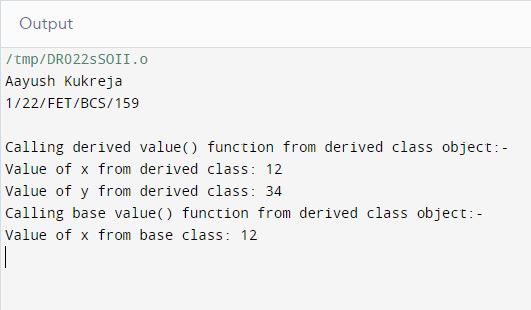 Output
/tmp/DRO22sSOII.o
Aayush Kukreja
1/22/FET/BCS/159
Calling derived value() function from derived class object:-
Value of x from derived class: 12
Value of y from derived class: 34
Calling base value() function from derived class object:-
Value of x from base class: 12